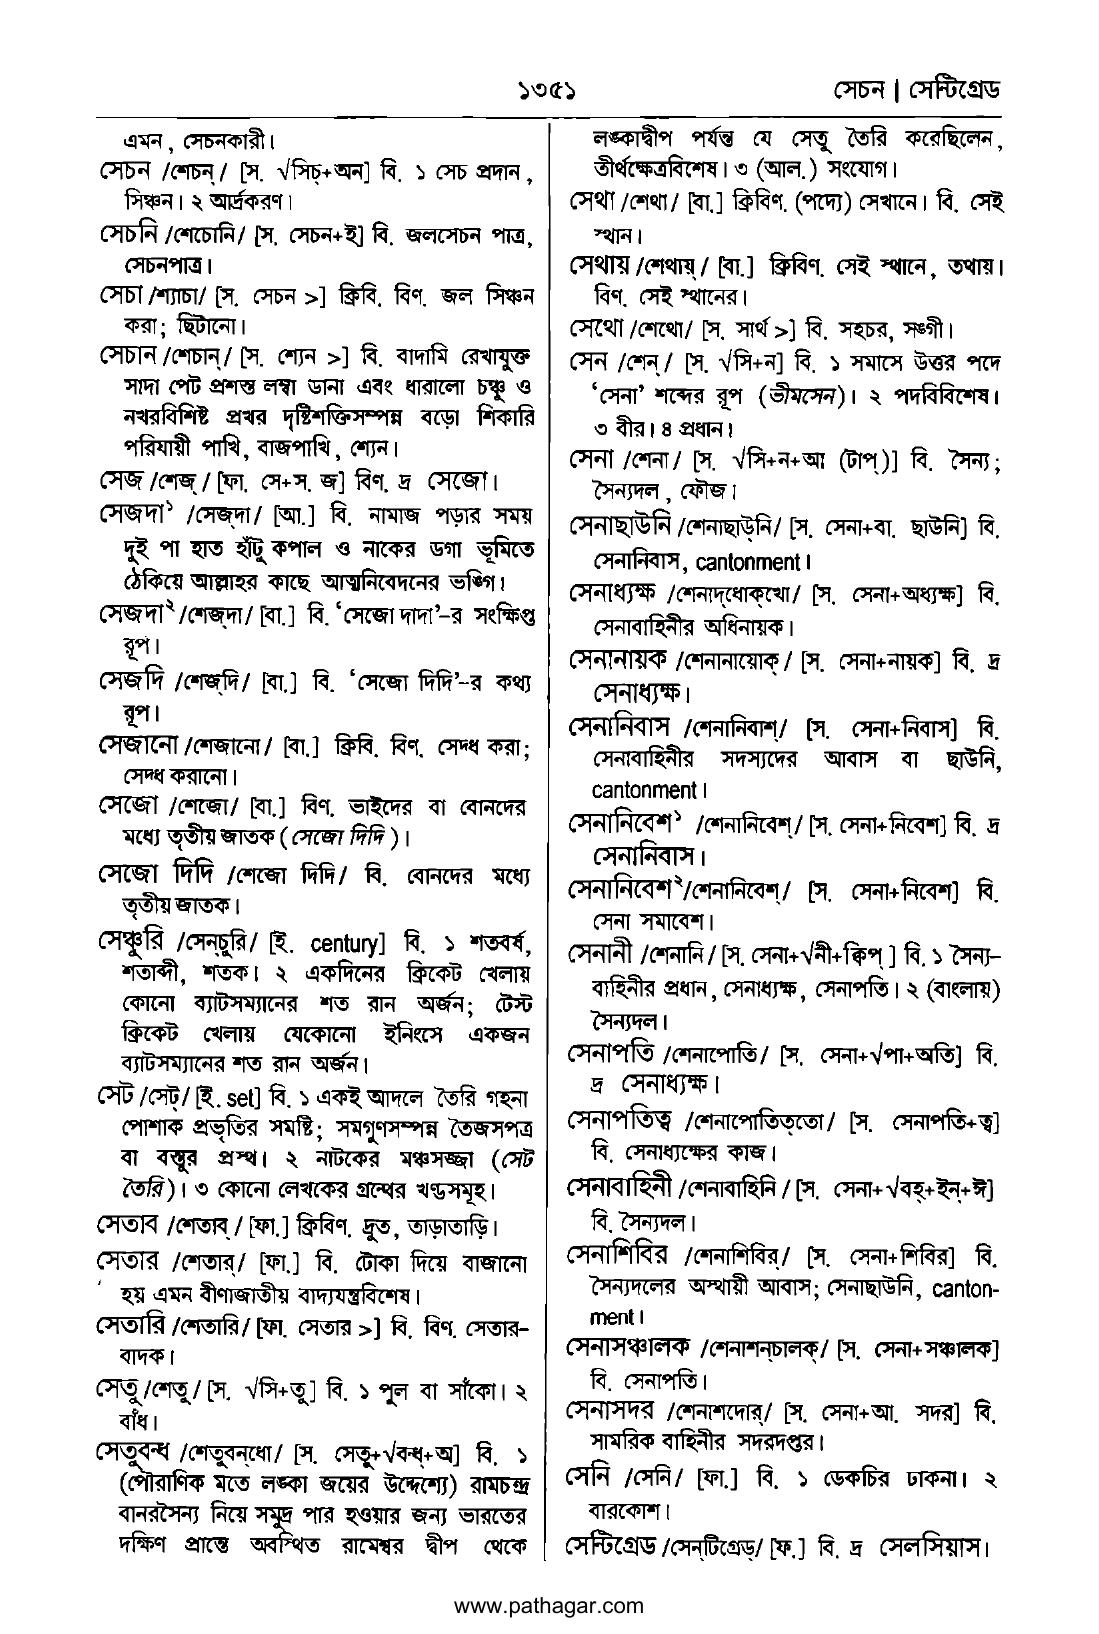 ১৩৫১
সেচন | সেন্টিগ্রেড
এমন, সেচনকারী।
সেচন /শেচন্/ [স. √সিচ্+অন] বি. ১ সেচ প্রদান,
সিঞ্চন। ২ আর্দ্রকরণ।
সেচনি /শেচোনি/ [স. সেচন+ই] বি. জলসেচন পাত্র,
সেচনপাত্র।
সেচা /শ্যাচা/ [স. সেচন >] ক্রিবি. বিণ. জল সিঞ্চন
করা; ছিটানো।
সেচান /শেচান্/ [স. শ্যেন >] বি. বাদামি রেখাযুক্ত
সাদা পেট প্রশস্ত লম্বা ডানা এবং ধারালো চঞ্চু ও
নখরবিশিষ্ট প্রখর দৃষ্টিশক্তিসম্পন্ন বড়ো শিকারি
পরিযায়ী পাখি, বাজপাখি, শ্যেন।
সেজ /শেজ্/ [ফা. সে+স. জ] বিণ. দ্র সেজো।
সেজদা১ /সেজ্‌দা/ [আ.] বি. নামাজ পড়ার সময়
দুই পা হাত হাঁটু কপাল ও নাকের ডগা ভূমিতে
ঠেকিয়ে আল্লাহর কাছে আত্মনিবেদনের ভঙ্গি।
সেজদা২ /শেজ্‌দা/ [বা.] বি. ‘সেজো দাদা’-র সংক্ষিপ্ত
রূপ।
সেজদি /শেজ্‌দি/ [বা.] বি. ‘সেজো দিদি’-র কথ্য
রূপ।
সেজানো /শেজানো/ [বা.] ক্রিবি. বিণ. সেদ্ধ করা;
সেদ্ধ করানো।
সেজো /শেজো/ [বা.] বিণ. ভাইদের বা বোনদের
মধ্যে তৃতীয় জাতক (সেজো দিদি)।
সেজো দিদি /শেজো দিদি/ বি. বোনদের মধ্যে
তৃতীয় জাতক।
সেঞ্চুরি /সেন্‌চুরি/ [ই. century] বি. ১ শতবর্ষ,
শতাব্দী, শতক। ২ একদিনের ক্রিকেট খেলায়
কোনো ব্যাটসম্যানের শত রান অর্জন; টেস্ট
ক্রিকেট খেলায় যেকোনো ইনিংসে একজন
ব্যাটসম্যানের শত রান অর্জন।
সেট /সেট্/ [ই. set] বি. ১ একই আদলে তৈরি গহনা
পোশাক প্রভৃতির সমষ্টি; সমগুণসম্পন্ন তৈজসপত্র
বা বস্তুর প্রস্থ। ২ নাটকের মঞ্চসজ্জা (সেট
তৈরি)। ৩ কোনো লেখকের গ্রন্থের খণ্ডসমূহ।
সেতাব /শেতাব্/ [ফা.] ক্রিবিণ. দ্রুত, তাড়াতাড়ি।
সেতার /শেতার্/ [ফা.] বি. টোকা দিয়ে বাজানো
হয় এমন বীণাজাতীয় বাদ্যযন্ত্রবিশেষ।
সেতারি /শেতারি/ [ফা. সেতার >] বি. বিণ. সেতার-
বাদক।
সেতু /শেতু/ [স. √সি+তু] বি. ১ পুল বা সাঁকো। ২
বাঁধ।
সেতুবন্ধ /শেতুবন্‌ধো/ [স. সেতু+√বন্ধ্+অ] বি. ১
(পৌরাণিক মতে লঙ্কা জয়ের উদ্দেশ্যে) রামচন্দ্র
বানরসৈন্য নিয়ে সমুদ্র পার হওয়ার জন্য ভারতের
দক্ষিণ প্রান্তে অবস্থিত রামেশ্বর দ্বীপ থেকে
লঙ্কাদ্বীপ পর্যন্ত যে সেতু তৈরি করেছিলেন,
তীর্থক্ষেত্রবিশেষ। ৩ (আল.) সংযোগ।
সেথা /শেথা/ [বা.] ক্রিবিণ. (পদ্যে) সেখানে। বি. সেই
স্থান।
সেথায় /শেথায়্/ [বা.] ক্রিবিণ. সেই স্থানে, তথায়।
বিণ. সেই স্থানের।
সেথো /শেথো/ [স. সার্থ >] বি. সহচর, সঙ্গী।
সেন /শেন্/ [স. √সি+ন] বি. ১ সমাসে উত্তর পদে
‘সেনা’ শব্দের রূপ (ভীমসেন)। ২ পদবিবিশেষ।
৩ বীর। ৪ প্রধান।
সেনা /শেনা/ [স. √সি+ন+আ (টাপ্)] বি. সৈন্য;
সৈন্যদল, ফৌজ।
সেনাছাউনি /শেনাছাউ্‌নি/ [স. সেনা+বা. ছাউনি] বি.
সেনানিবাস, cantonment।
সেনাধ্যক্ষ /শেনাদ্‌ধোক্‌খো/ [স. সেনা+অধ্যক্ষ] বি.
সেনাবাহিনীর অধিনায়ক।
সেনানায়ক /শেনানায়োক্/ [স. সেনা+নায়ক] বি. দ্র
সেনাধ্যক্ষ।
সেনানিবাস /শেনানিবাশ্/ [স. সেনা+নিবাস] বি.
সেনাবাহিনীর সদস্যদের আবাস বা ছাউনি,
cantonment।
সেনানিবেশ১ /শেনানিবেশ্/ [স. সেনা+নিবেশ] বি. দ্র
সেনানিবাস।
সেনানিবেশ২ /শেনানিবেশ্/ [স. সেনা+নিবেশ] বি.
সেনা সমাবেশ।
সেনানী /শেনানি/ [স. সেনা+√নী+ক্বিপ্] বি. ১ সৈন্য-
বাহিনীর প্রধান, সেনাধ্যক্ষ, সেনাপতি। ২ (বাংলায়)
সৈন্যদল।
সেনাপতি /শেনাপোতি/ [স. সেনা+√পা+অতি] বি.
দ্র সেনাধ্যক্ষ।
সেনাপতিত্ব /শেনাপোতিত্‌তো/ [স. সেনাপতি+ত্ব]
বি. সেনাধ্যক্ষের কাজ।
সেনাবাহিনী /শেনাবাহিনি/ [স. সেনা+√বহ্+ইন্+ঈ]
বি. সৈন্যদল।
সেনাশিবির /শেনাশিবির্/ [স. সেনা+শিবির] বি.
সৈন্যদলের অস্থায়ী আবাস; সেনাছাউনি, canton-
ment।
সেনাসঞ্চালক /শেনাশন্‌চালক্/ [স. সেনা+সঞ্চালক]
বি. সেনাপতি।
সেনাসদর /শেনাশদোর্/ [স. সেনা+আ. সদর] বি.
সামরিক বাহিনীর সদরদপ্তর।
সেনি /সেনি/ [ফা.] বি. ১ ডেকচির ঢাকনা। ২
বারকোশ।
সেন্টিগ্রেড /সেন্‌টিগ্রেড্/ [ফ.] বি. দ্র সেলসিয়াস।
www.pathagar.com